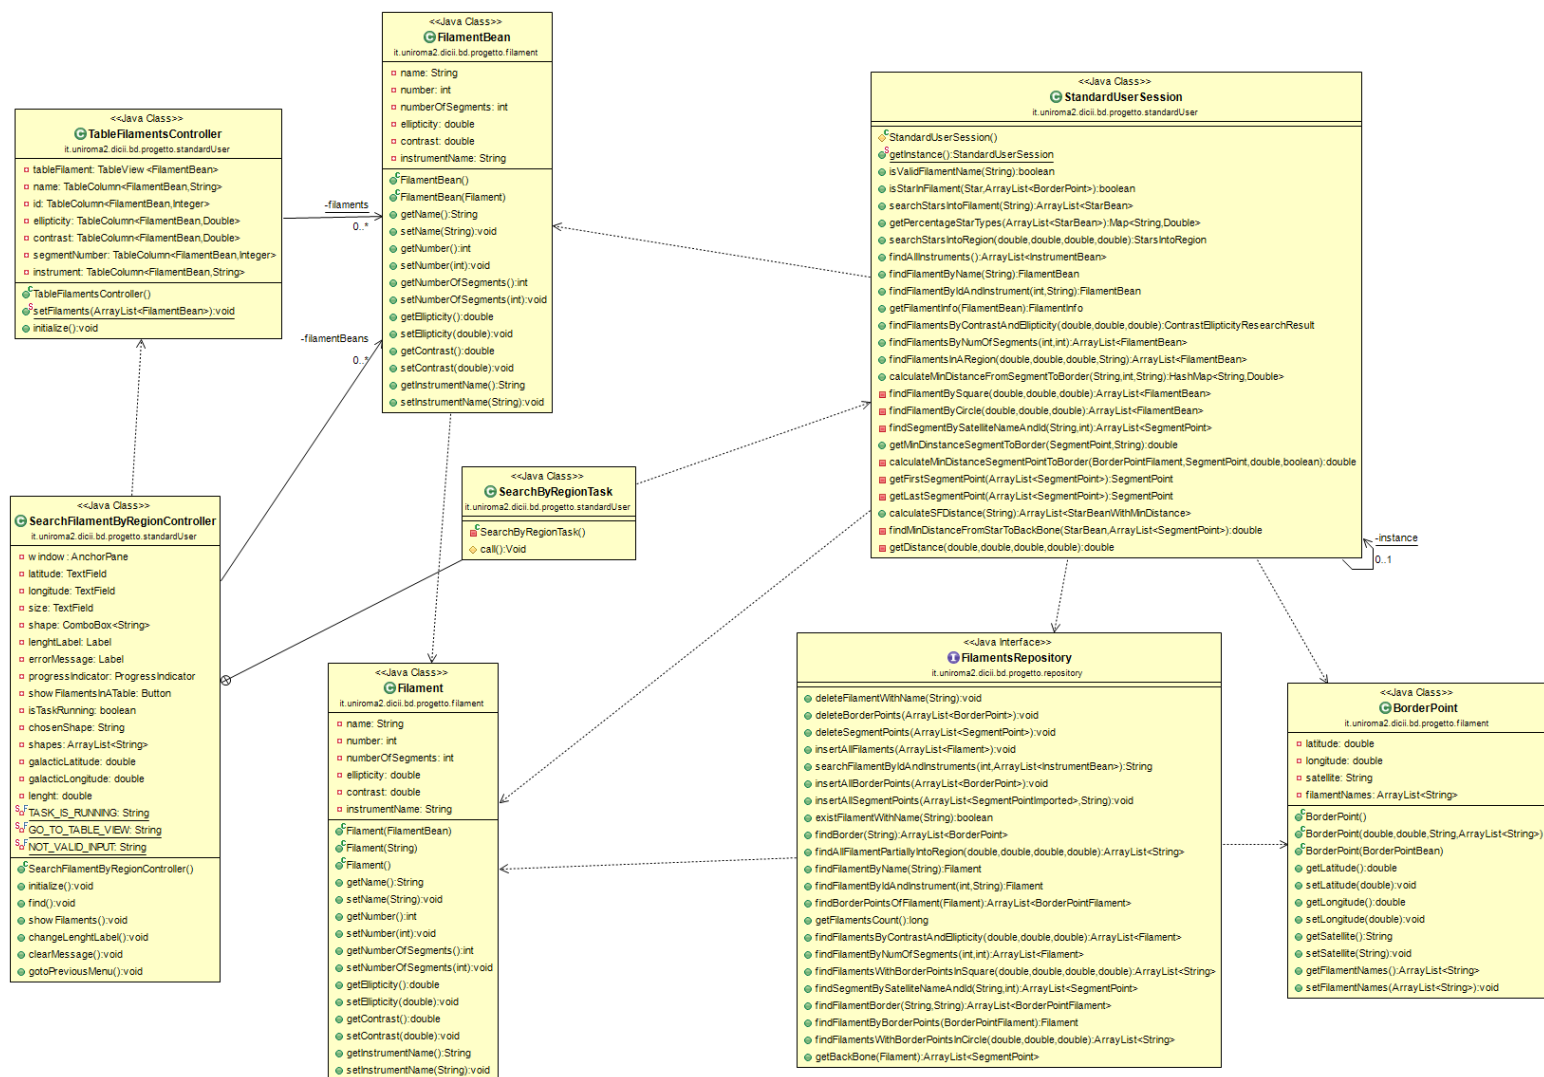 <<Java Class>>
FilamentBean
it.uniroma2.dicii.bd.progetto.filament
name: String
number: int
numberOfSegments: int
ellipticity: double
contrast: double
instrumentName: String
FilamentBean()
FilamentBean(Filament)
getName():String
setName(String):void
getNumber():int
setNumber(int):void
getNumberOfSegments():int
setNumberOfSegments(int):void
getEllipticity():double
setEllipticity(double):void
getContrast():double
setContrast(double):void
getInstrumentName():String
setInstrumentName(String):void
<<Java Class>>
TableFilamentsController
it.uniroma2.dicii.bd.progetto.standardUser
tableFilament: TableView<FilamentBean>
name: TableColumn<FilamentBean,String>
id: TableColumn<FilamentBean,Integer>
ellipticity: TableColumn<FilamentBean,Double>
contrast: TableColumn<FilamentBean,Double>
segmentNumber: TableColumn<FilamentBean,Integer>
instrument: TableColumn<FilamentBean,String>
TableFilamentsController()
setFilaments(ArrayList<FilamentBean>):void
initialize():void
-filaments
0..*
-filamentBeans
0..*
<<Java Class>>
StandardUserSession
it.uniroma2.dicii.bd.progetto.standardUser
StandardUserSession()
getInstance():StandardUserSession
isValidFilamentName(String):boolean
isStarInFilament(Star,ArrayList<BorderPoint>):boolean
searchStarsIntoFilament(String):ArrayList<StarBean>
getPercentageStarTypes(ArrayList<StarBean>):Map<String,Double>
searchStarsIntoRegion(double,double,double,double):StarsIntoRegion
findAllInstruments():ArrayList<InstrumentBean>
findFilamentByName(String):FilamentBean
findFilamentByIdAndInstrument(int,String):FilamentBean
getFilamentInfo(FilamentBean):FilamentInfo
findFilamentsByContrastAndEllipticity(double,double,double):ContrastEllipticityResearchResult
findFilamentsByNumOfSegments(int,int):ArrayList<FilamentBean>
findFilamentsInARegion(double,double,double,String):ArrayList<FilamentBean>
calculateMinDistanceFromSegmentToBorder(String,int,String):HashMap<String,Double>
findFilamentBySquare(double,double,double):ArrayList<FilamentBean>
findFilamentByCircle(double,double,double):ArrayList<FilamentBean>
findSegmentBySatelliteNameAndId(String,int):ArrayList<SegmentPoint>
getMinDinstanceSegmentToBorder(SegmentPoint,String):double
calculateMinDistanceSegmentPointToBorder(BorderPointFilament,SegmentPoint,double,boolean):double
getFirstSegmentPoint(ArrayList<SegmentPoint>):SegmentPoint
getLastSegmentPoint(ArrayList<SegmentPoint>):SegmentPoint
calculateSFDistance(String):ArrayList<StarBeanWithMinDistance>
findMinDistanceFromStarToBackBone(StarBean,ArrayList<SegmentPoint>):double
getDistance(double,double,double,double):double
-instance
0..1
<<Java Class>>
SearchByRegionTask
it.uniroma2.dicii.bd.progetto.standardUser
SearchByRegionTask()
call():Void
<<Java Class>>
SearchFilamentByRegionController
it.uniroma2.dicii.bd.progetto.standardUser
window: AnchorPane
latitude: TextField
longitude: TextField
size: TextField
shape: ComboBox<String>
lenghtLabel: Label
errorMessage: Label
progressIndicator: ProgressIndicator
showFilamentsInATable: Button
isTaskRunning: boolean
chosenShape: String
shapes: ArrayList<String>
galacticLatitude: double
galacticLongitude: double
lenght: double
TASK_IS_RUNNING: String
GO_TO_TABLE_VIEW: String
NOT_VALID_INPUT: String
SearchFilamentByRegionController()
initialize():void
find():void
showFilaments():void
changeLenghtLabel():void
clearMessage():void
gotoPreviousMenu():void
<<Java Class>>
Filament
it.uniroma2.dicii.bd.progetto.filament
name: String
number: int
numberOfSegments: int
ellipticity: double
contrast: double
instrumentName: String
Filament(FilamentBean)
Filament(String)
Filament()
getName():String
setName(String):void
getNumber():int
setNumber(int):void
getNumberOfSegments():int
setNumberOfSegments(int):void
getEllipticity():double
setEllipticity(double):void
getContrast():double
setContrast(double):void
getInstrumentName():String
setInstrumentName(String):void
<<Java Interface>>
FilamentsRepository
it.uniroma2.dicii.bd.progetto.repository
deleteFilamentWithName(String):void
deleteBorderPoints(ArrayList<BorderPoint>):void
deleteSegmentPoints(ArrayList<SegmentPoint>):void
insertAllFilaments(ArrayList<Filament>):void
searchFilamentByIdAndInstruments(int,ArrayList<InstrumentBean>):String
insertAllBorderPoints(ArrayList<BorderPoint>):void
insertAllSegmentPoints(ArrayList<SegmentPointImported>,String):void
existFilamentWithName(String):boolean
findBorder(String):ArrayList<BorderPoint>
findAllFilamentPartiallyIntoRegion(double,double,double,double):ArrayList<String>
findFilamentByName(String):Filament
findFilamentByIdAndInstrument(int,String):Filament
findBorderPointsOfFilament(Filament):ArrayList<BorderPointFilament>
getFilamentsCount():long
findFilamentsByContrastAndEllipticity(double,double,double):ArrayList<Filament>
findFilamentByNumOfSegments(int,int):ArrayList<Filament>
findFilamentsWithBorderPointsInSquare(double,double,double,double):ArrayList<String>
findSegmentBySatelliteNameAndId(String,int):ArrayList<SegmentPoint>
findFilamentBorder(String,String):ArrayList<BorderPointFilament>
findFilamentByBorderPoints(BorderPointFilament):Filament
findFilamentsWithBorderPointsInCircle(double,double,double):ArrayList<String>
getBackBone(Filament):ArrayList<SegmentPoint>
<<Java Class>>
BorderPoint
it.uniroma2.dicii.bd.progetto.filament
latitude: double
longitude: double
satellite: String
filamentNames: ArrayList<String>
BorderPoint()
BorderPoint(double,double,String,ArrayList<String>)
BorderPoint(BorderPointBean)
getLatitude():double
setLatitude(double):void
getLongitude():double
setLongitude(double):void
getSatellite():String
setSatellite(String):void
getFilamentNames():ArrayList<String>
setFilamentNames(ArrayList<String>):void